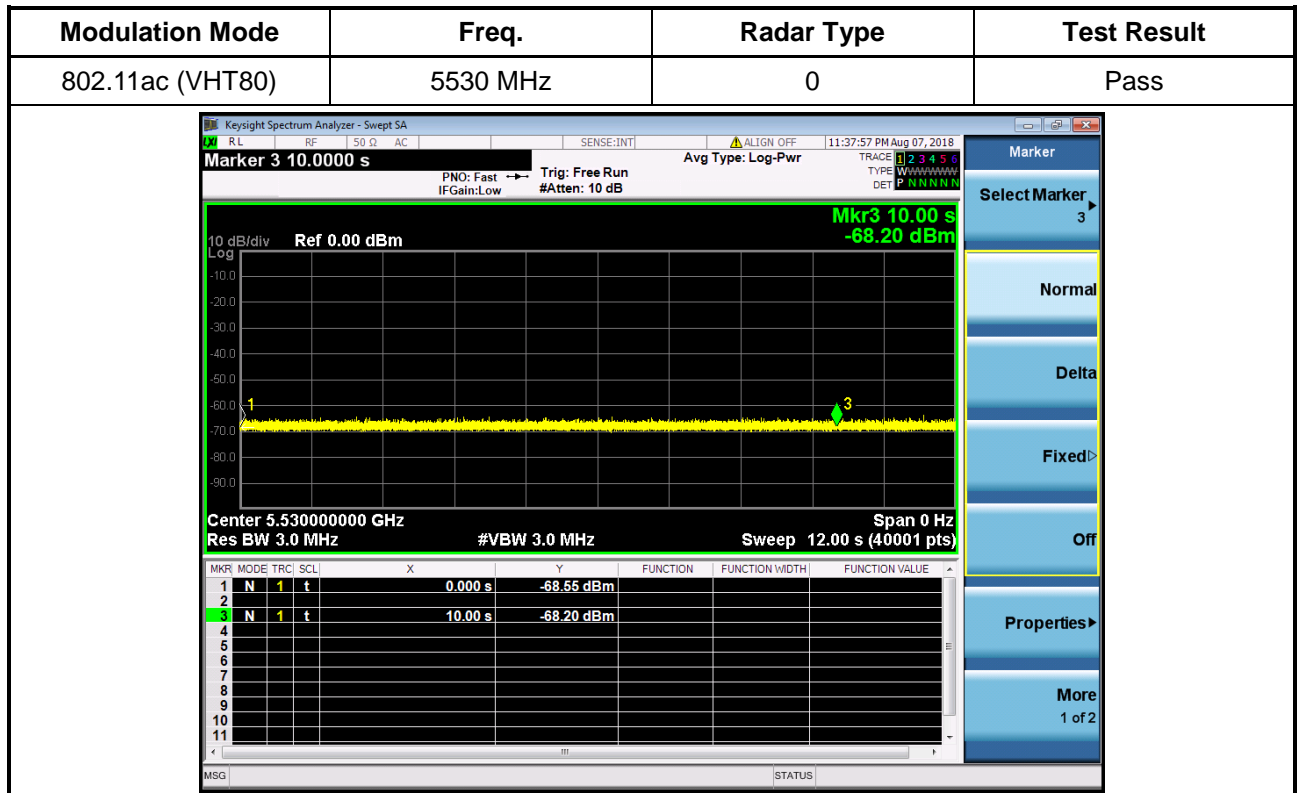 Modulation Mode Freq. Radar Type Test Result
802.11ac (VHT80) 5530 MHz 0 Pass
Keysight Spectrum Analyzer - Swept SA
LXI RL RF 50 Ω AC SENSE:INT ALIGN OFF 11:37:57 PM Aug 07, 2018
Marker 3 10.0000 s
PNO: Fast
IFGain:Low
Trig: Free Run
#Atten: 10 dB
Avg Type: Log-Pwr
TRACE 1 2 3 4 5 6
TYPE WWWWWW
DET P N N N N N
Mkr3 10.00 s
-68.20 dBm
10 dB/div Ref 0.00 dBm
Log
-10.0
-20.0
-30.0
-40.0
-50.0
-60.0
-70.0
-80.0
-90.0
1
3
Center 5.530000000 GHz Span 0 Hz
Res BW 3.0 MHz #VBW 3.0 MHz Sweep 12.00 s (40001 pts)
MKR MODE TRC SCL X Y FUNCTION FUNCTION WIDTH FUNCTION VALUE
1 N 1 t 0.000 s -68.55 dBm
2
3 N 1 t 10.00 s -68.20 dBm
4
5
6
7
8
9
10
11
MSG STATUS
Marker
Select Marker
3
Normal
Delta
Fixed
Off
Properties
More
1 of 2